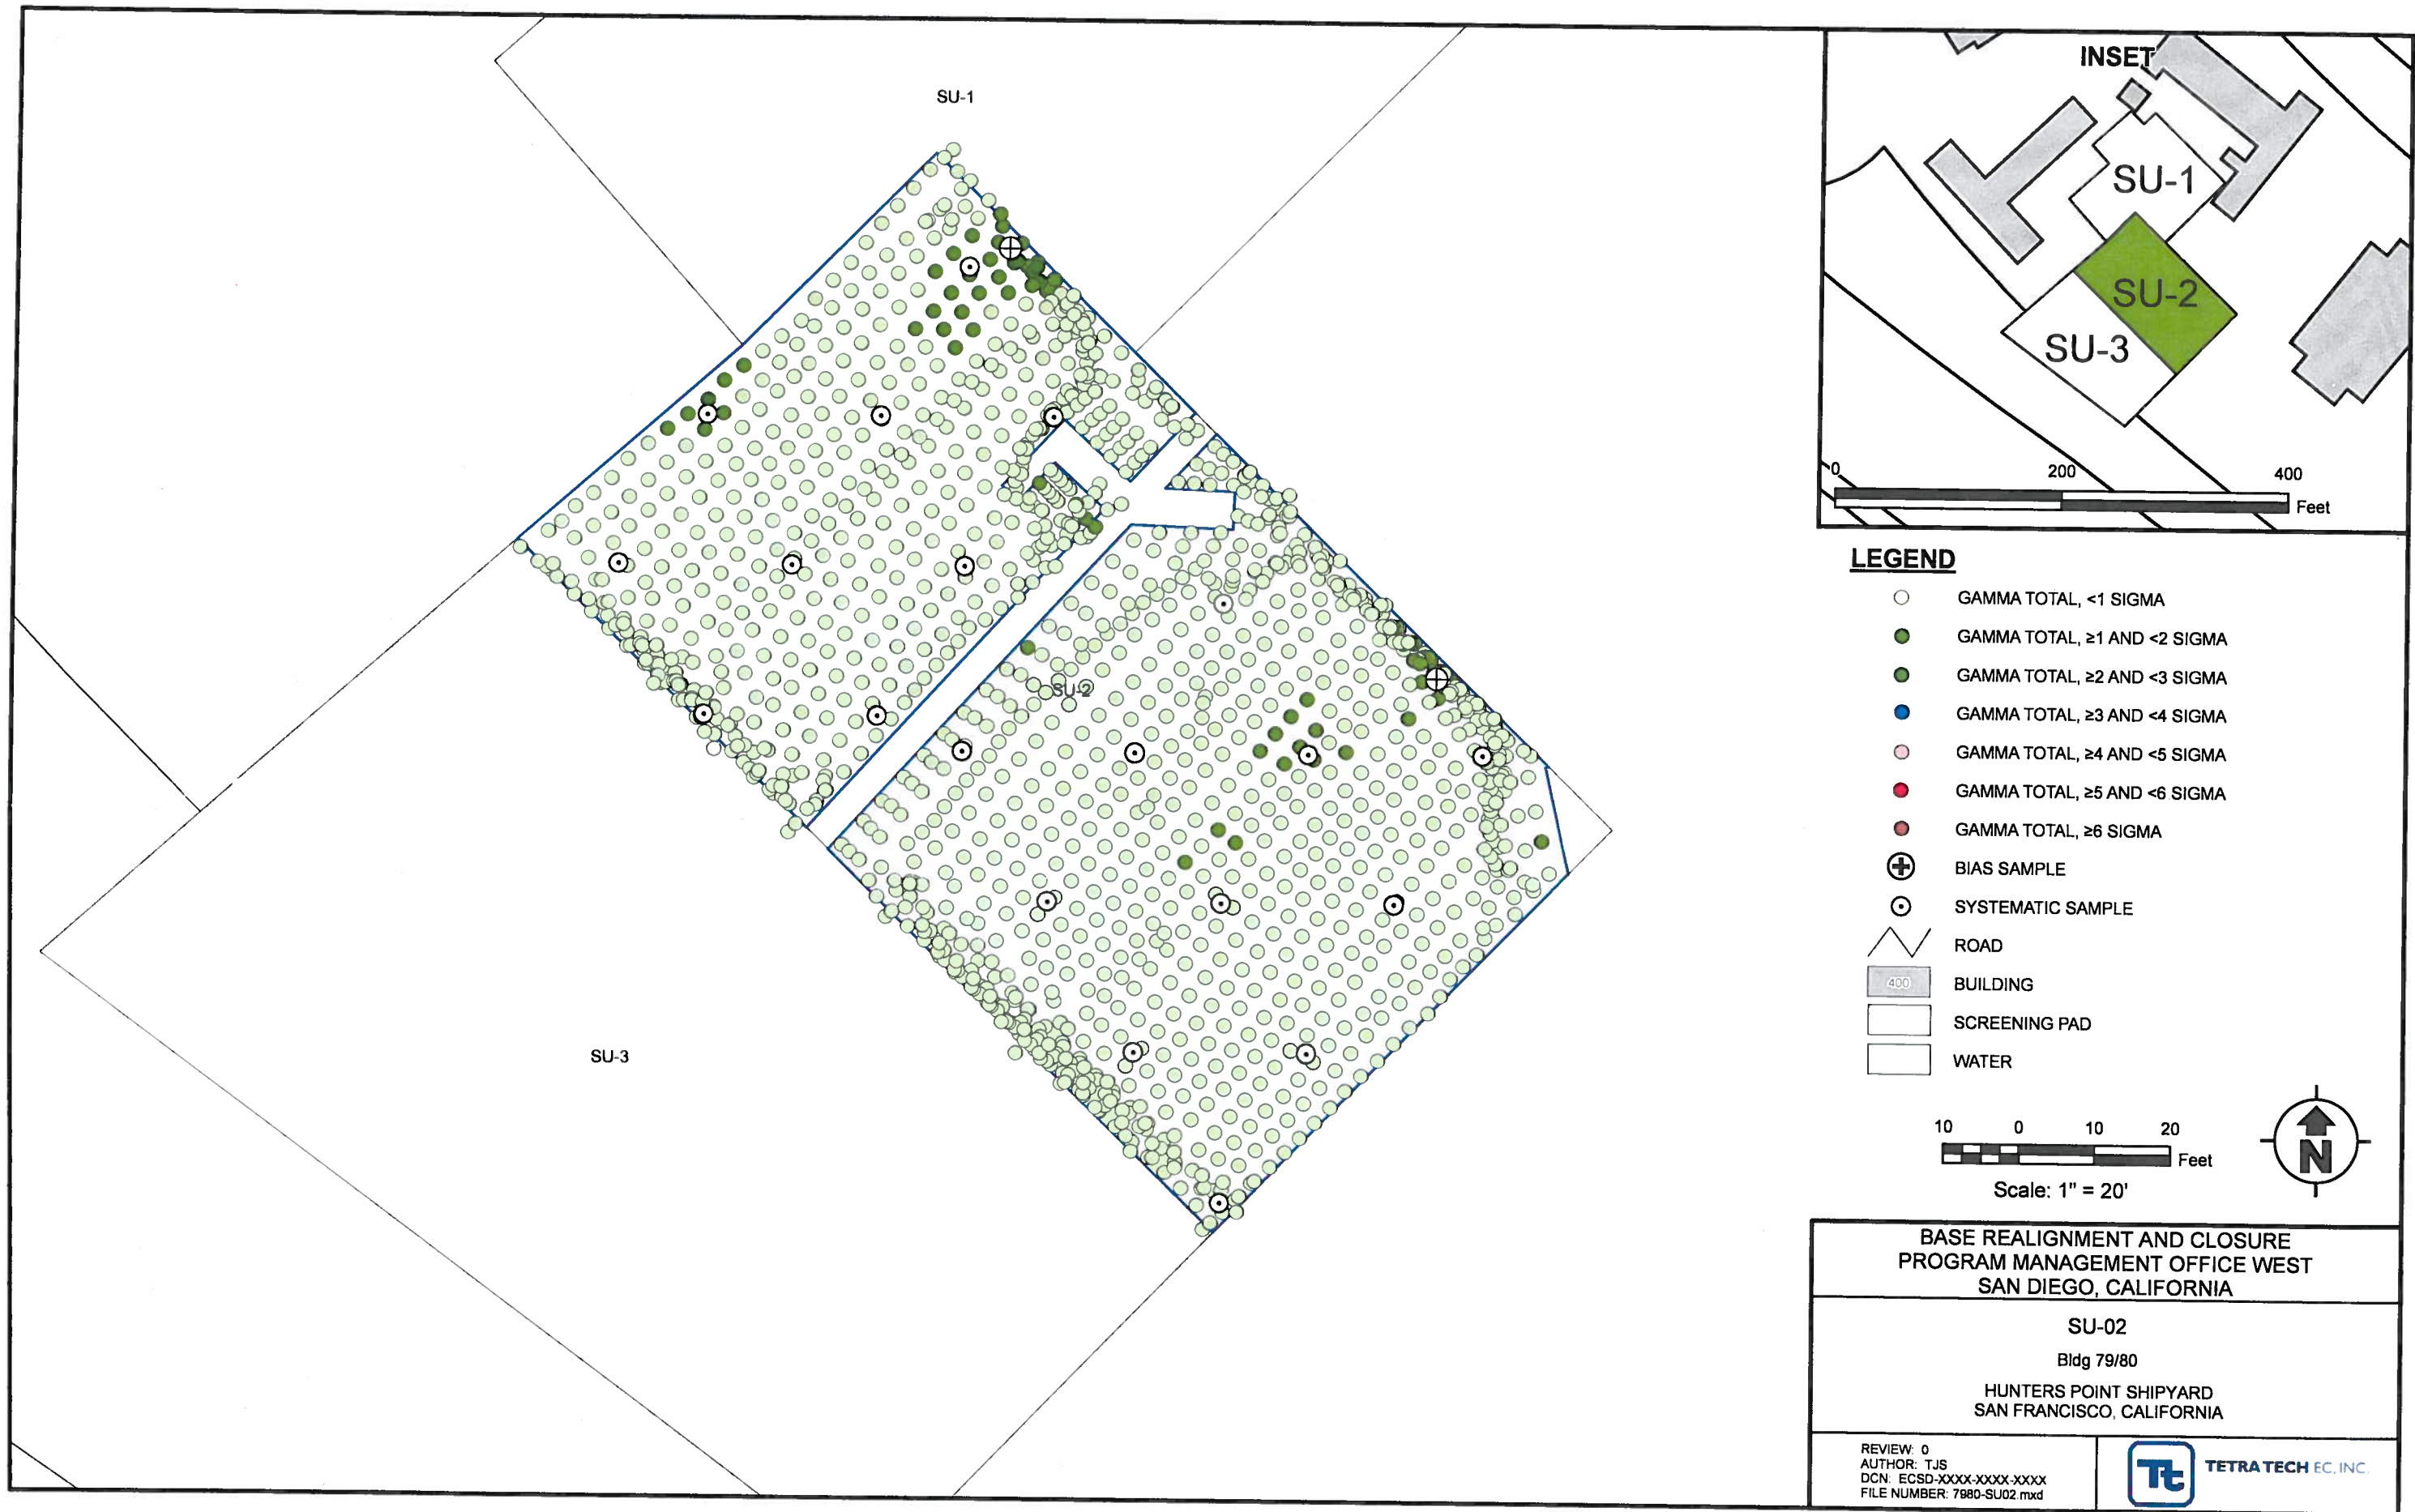 SU-1
SU-2
SU-3
INSET
SU-1
SU-2
SU-3
0 200 400
Feet
LEGEND
GAMMA TOTAL, <1 SIGMA
GAMMA TOTAL, ≥1 AND <2 SIGMA
GAMMA TOTAL, ≥2 AND <3 SIGMA
GAMMA TOTAL, ≥3 AND <4 SIGMA
GAMMA TOTAL, ≥4 AND <5 SIGMA
GAMMA TOTAL, ≥5 AND <6 SIGMA
GAMMA TOTAL, ≥6 SIGMA
BIAS SAMPLE
SYSTEMATIC SAMPLE
ROAD
400 BUILDING
SCREENING PAD
WATER
10 0 10 20
Feet
Scale: 1" = 20'
N
BASE REALIGNMENT AND CLOSURE
PROGRAM MANAGEMENT OFFICE WEST
SAN DIEGO, CALIFORNIA
SU-02
Bldg 79/80
HUNTERS POINT SHIPYARD
SAN FRANCISCO, CALIFORNIA
REVIEW: 0
AUTHOR: TJS
DCN: ECSD-XXXX-XXXX-XXXX
FILE NUMBER: 7980-SU02.mxd
Tt TETRA TECH EC, INC.